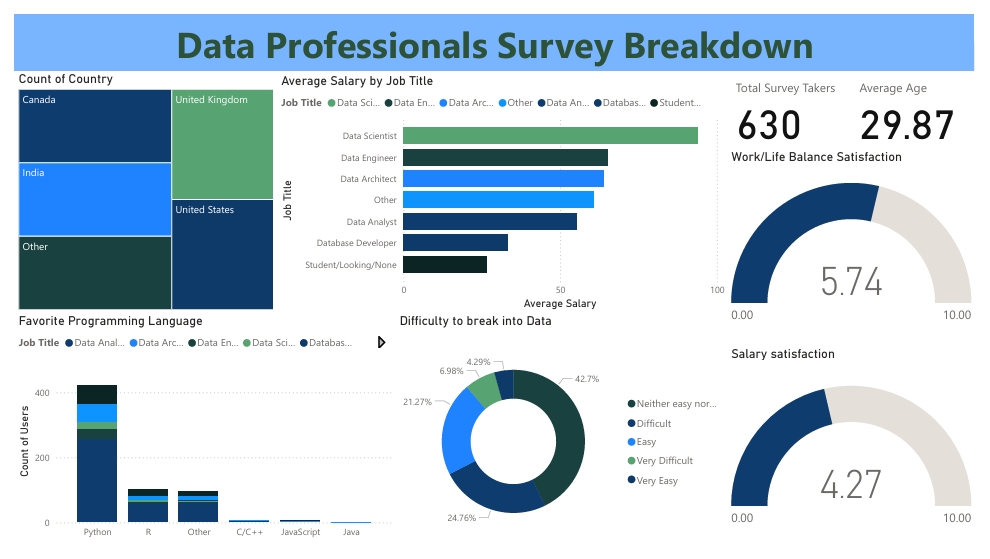 Data Professionals Survey Breakdown
Count of Country
Canada
United Kingdom
India
United States
Other
Average Salary by Job Title
Job Title Data Sci... Data En... Data Arc... Other Data An... Databas... Student...
Job Title
Data Scientist
Data Engineer
Data Architect
Other
Data Analyst
Database Developer
Student/Looking/None
0 50 100
Average Salary
Total Survey Takers Average Age
630 29.87
Work/Life Balance Satisfaction
5.74
0.00 10.00
Favorite Programming Language
Job Title Data Anal... Data Arc... Data En... Data Sci... Databas...
Count of Users
400
200
0
Python R Other C/C++ JavaScript Java
Difficulty to break into Data
4.29%
6.98%
42.7%
21.27%
24.76%
Neither easy nor...
Difficult
Easy
Very Difficult
Very Easy
Salary satisfaction
4.27
0.00 10.00